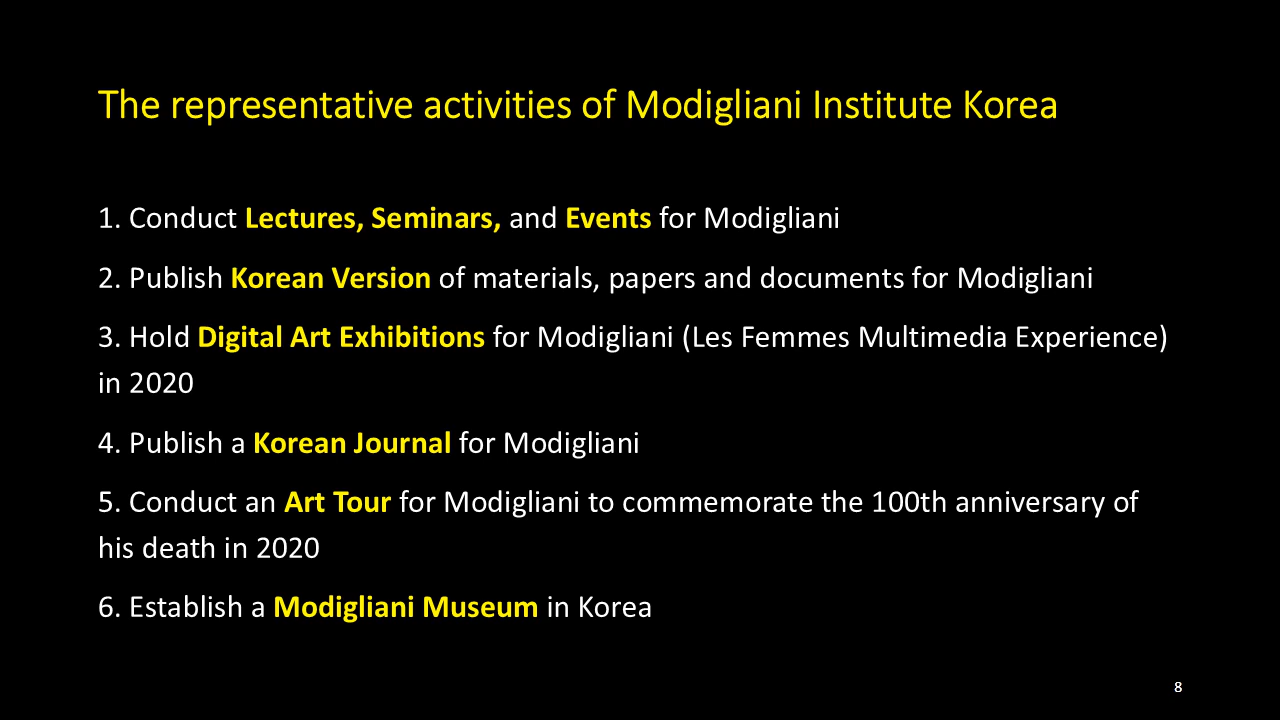 The representative activities of Modigliani Institute Korea
1. Conduct Lectures, Seminars, and Events for Modigliani
2. Publish Korean Version of materials, papers and documents for Modigliani
3. Hold Digital Art Exhibitions for Modigliani (Les Femmes Multimedia Experience)
in 2020
4. Publish a Korean Journal for Modigliani
5. Conduct an Art Tour for Modigliani to commemorate the 100th anniversary of
his death in 2020
6. Establish a Modigliani Museum in Korea
8